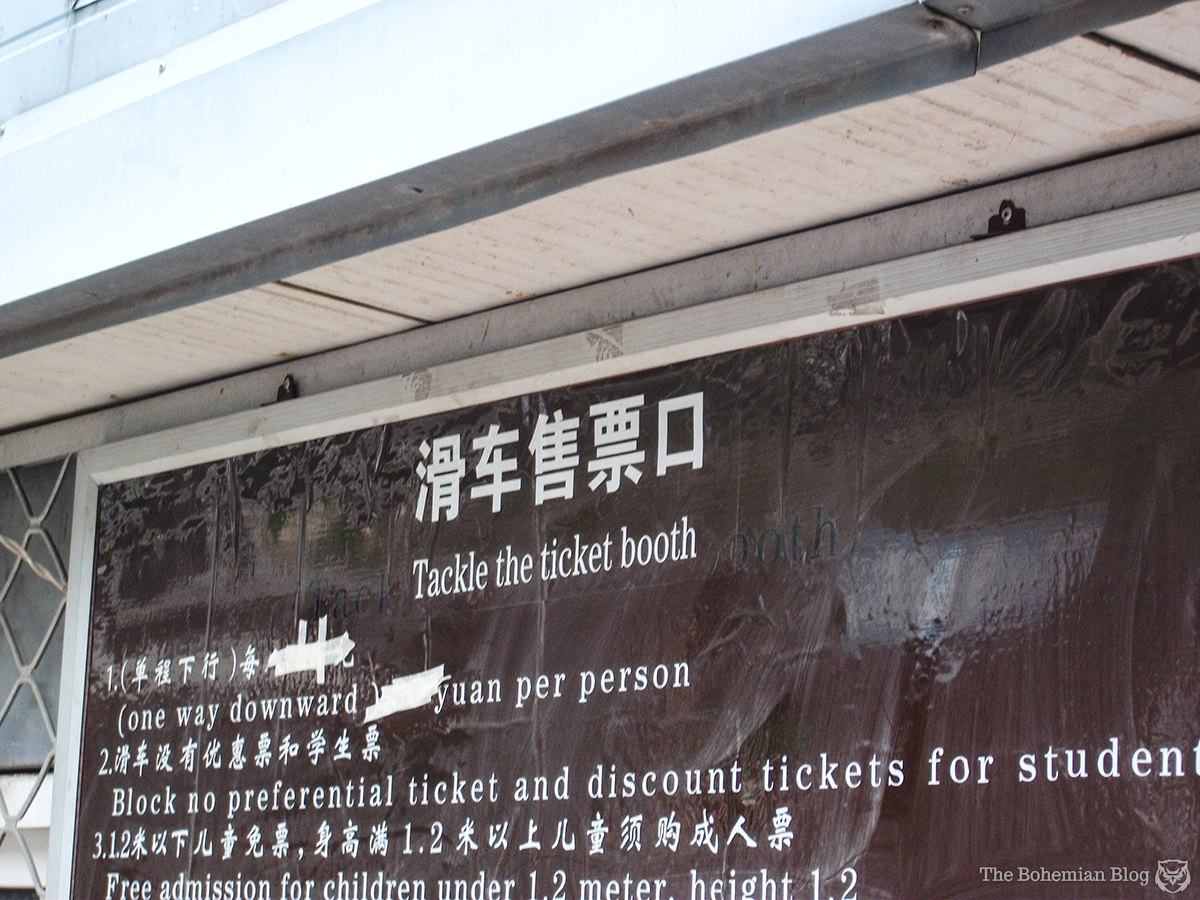 滑车售票口
Tackle the ticket booth
1.(单程下行)每
(one way downward) yuan per person
2.滑车没有优惠票和学生票
Block no preferential ticket and discount tickets for student
3.1.2米以下儿童免票,身高满1.2米以上儿童须购成人票
Free admission for children under 1.2 meter, height 1.2
The Bohemian Blog